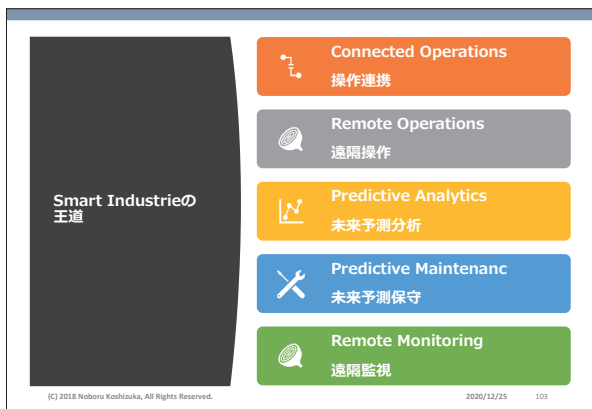 Smart Industrieの
王道
Connected Operations
操作連携
Remote Operations
遠隔操作
Predictive Analytics
未来予測分析
Predictive Maintenanc
未来予測保守
Remote Monitoring
遠隔監視
(C) 2018 Noboru Koshizuka, All Rights Reserved.
2020/12/25
103